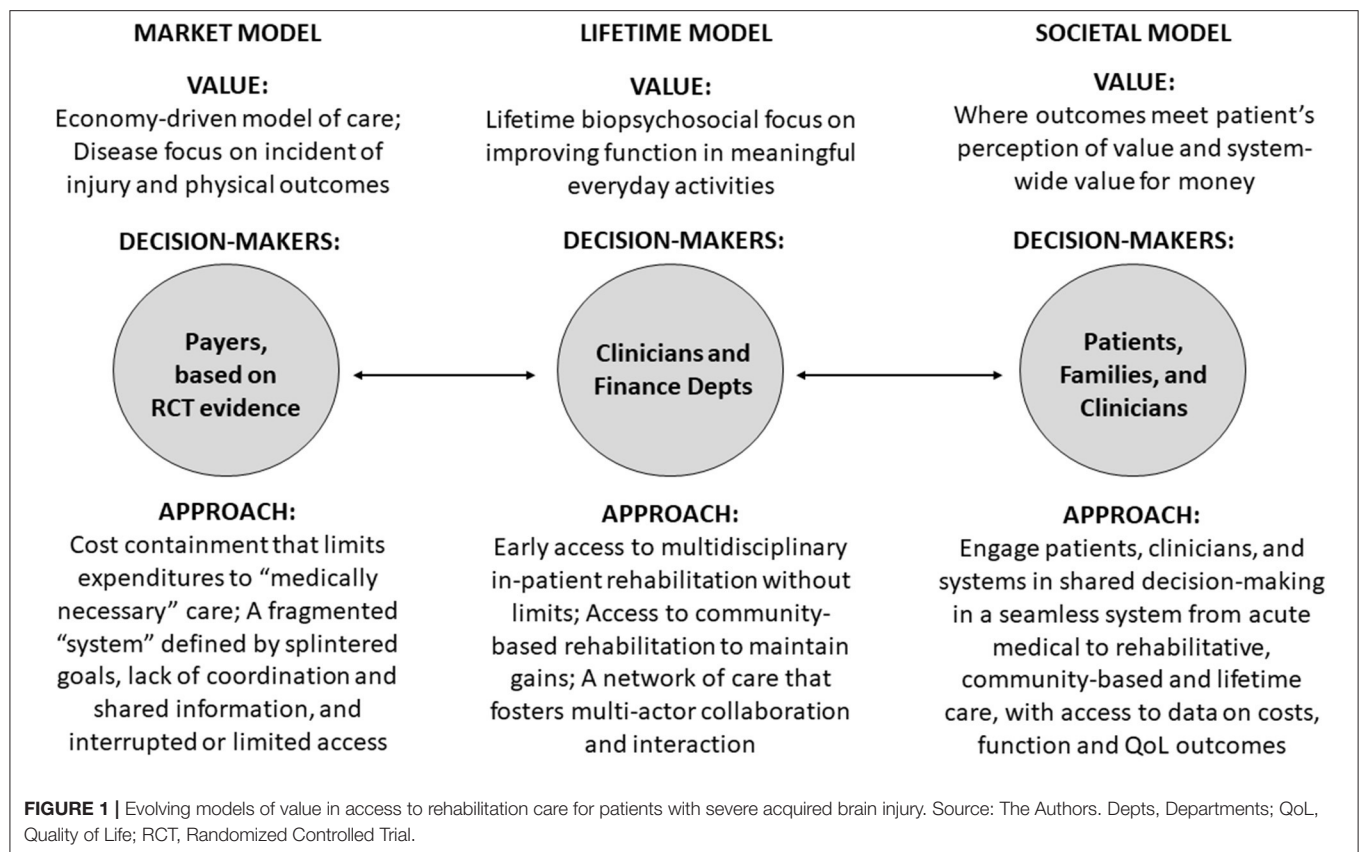 MARKET MODEL
VALUE:
Economy-driven model of care;
Disease focus on incident of
injury and physical outcomes
DECISION-MAKERS:
Payers,
based on
RCT evidence
APPROACH:
Cost containment that limits
expenditures to “medically
necessary” care; A fragmented
“system” defined by splintered
goals, lack of coordination and
shared information, and
interrupted or limited access
LIFETIME MODEL
VALUE:
Lifetime biopsychosocial focus on
improving function in meaningful
everyday activities
DECISION-MAKERS:
Clinicians and
Finance Depts
APPROACH:
Early access to multidisciplinary
in-patient rehabilitation without
limits; Access to community-
based rehabilitation to maintain
gains; A network of care that
fosters multi-actor collaboration
and interaction
SOCIETAL MODEL
VALUE:
Where outcomes meet patient’s
perception of value and system-
wide value for money
DECISION-MAKERS:
Patients,
Families, and
Clinicians
APPROACH:
Engage patients, clinicians, and
systems in shared decision-making
in a seamless system from acute
medical to rehabilitative,
community-based and lifetime
care, with access to data on costs,
function and QoL outcomes
FIGURE 1 | Evolving models of value in access to rehabilitation care for patients with severe acquired brain injury. Source: The Authors. Depts, Departments; QoL,
Quality of Life; RCT, Randomized Controlled Trial.